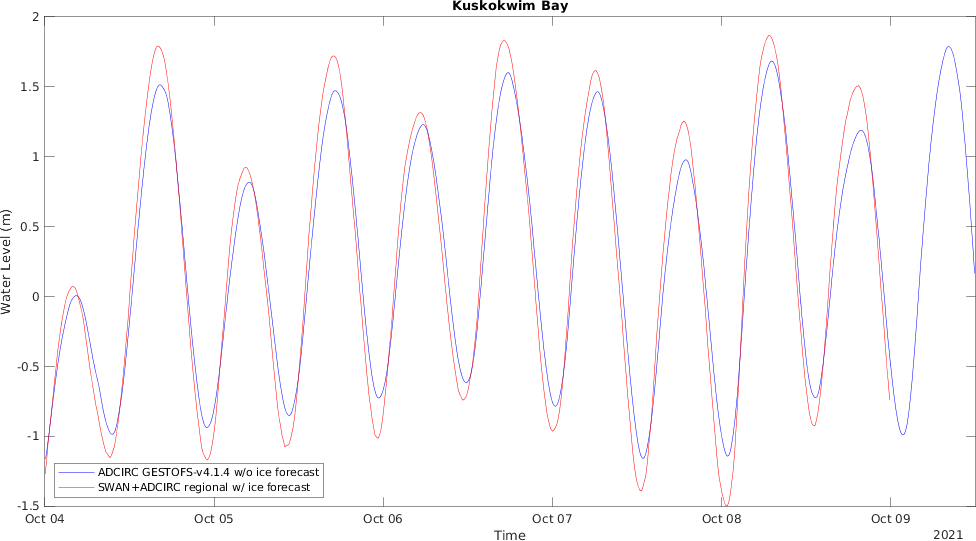 Kuskokwim Bay
2
1.5
1
0.5
0
-0.5
-1
-1.5
Water Level (m)
ADCIRC GESTOFS-v4.1.4 w/o ice forecast
SWAN+ADCIRC regional w/ ice forecast
Oct 04 Oct 05 Oct 06 Oct 07 Oct 08 Oct 09
Time
2021